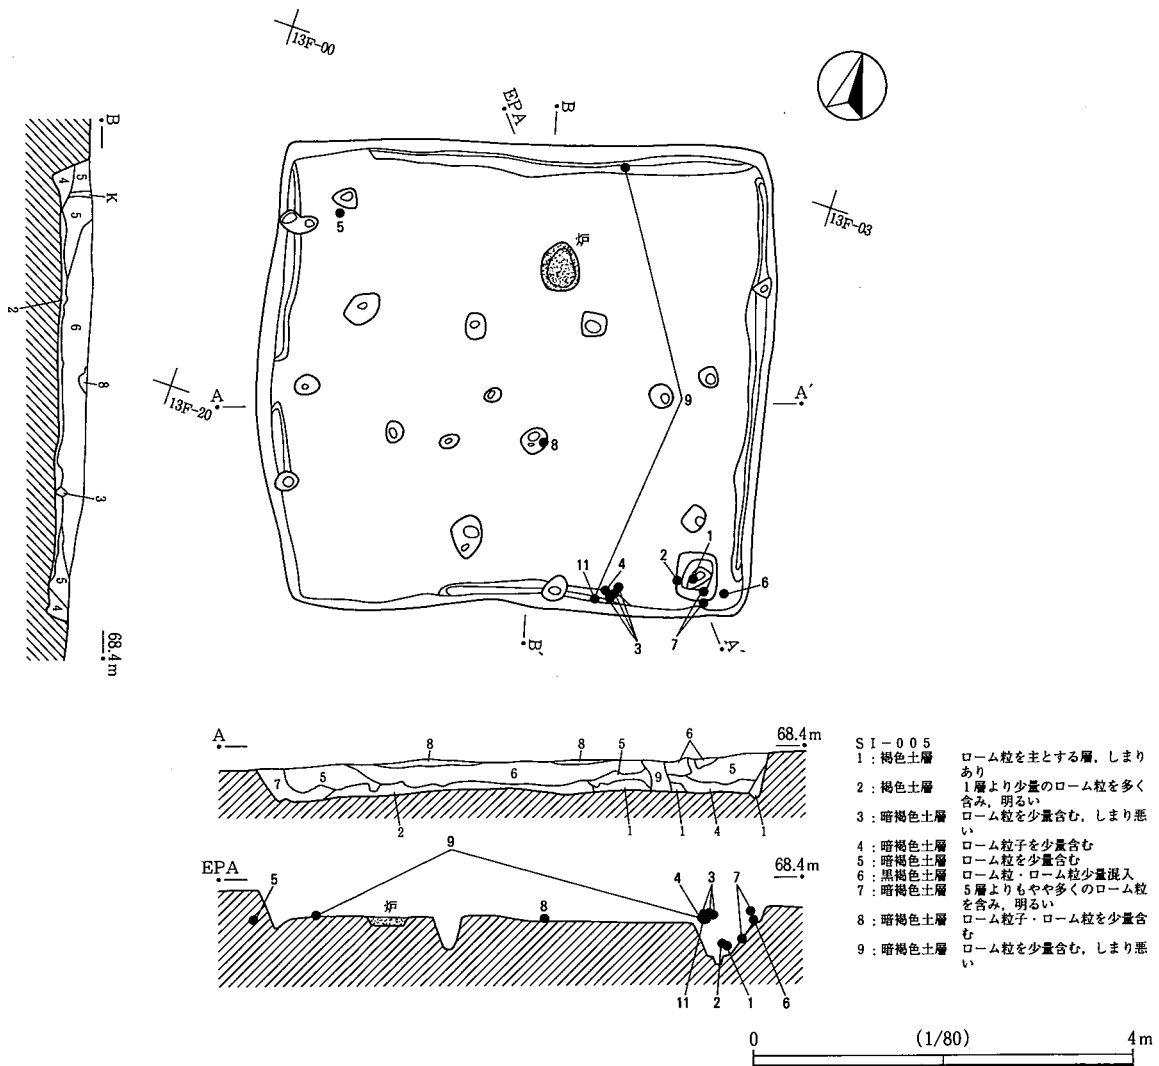 13F-00
EPA
B
13F-03
炉
5
9
8
A
A′
13F-20
11
4
2
1
6
3
7
B′
A′
B
4
5
K
5
2
6
8
3
5
4
68.4m
A
68.4m
8
8
5
6
7
5
6
9
5
2
1
1
4
1
EPA
9
68.4m
5
炉
8
4
3
7
11
2
1
6
SI-005
1：褐色土層 ローム粒を主とする層，しまり
あり
2：褐色土層 1層より少量のローム粒を多く
含み，明るい
3：暗褐色土層 ローム粒を少量含む，しまり悪
い
4：暗褐色土層 ローム粒子を少量含む
5：暗褐色土層 ローム粒を少量含む
6：黒褐色土層 ローム粒・ローム粒少量混入
7：暗褐色土層 5層よりもやや多くのローム粒
を含み，明るい
8：暗褐色土層 ローム粒子・ローム粒を少量含
む
9：暗褐色土層 ローム粒を少量含む，しまり悪
い
0 (1/80) 4m